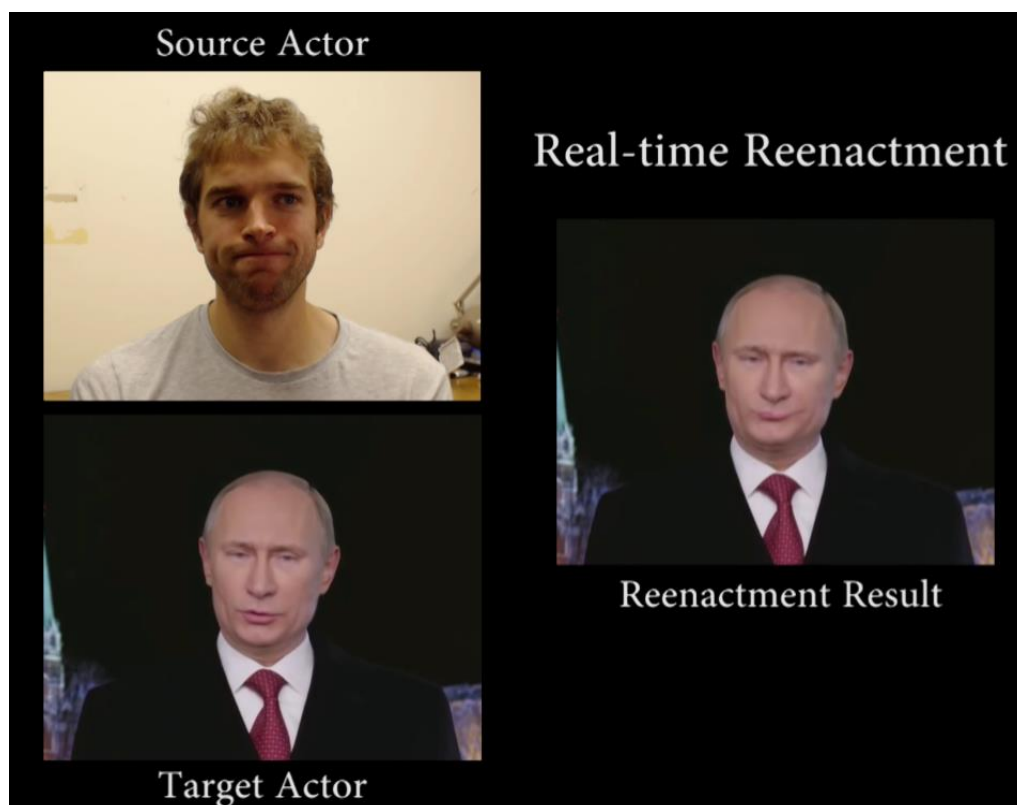 Source Actor
Real-time Reenactment
Reenactment Result
Target Actor